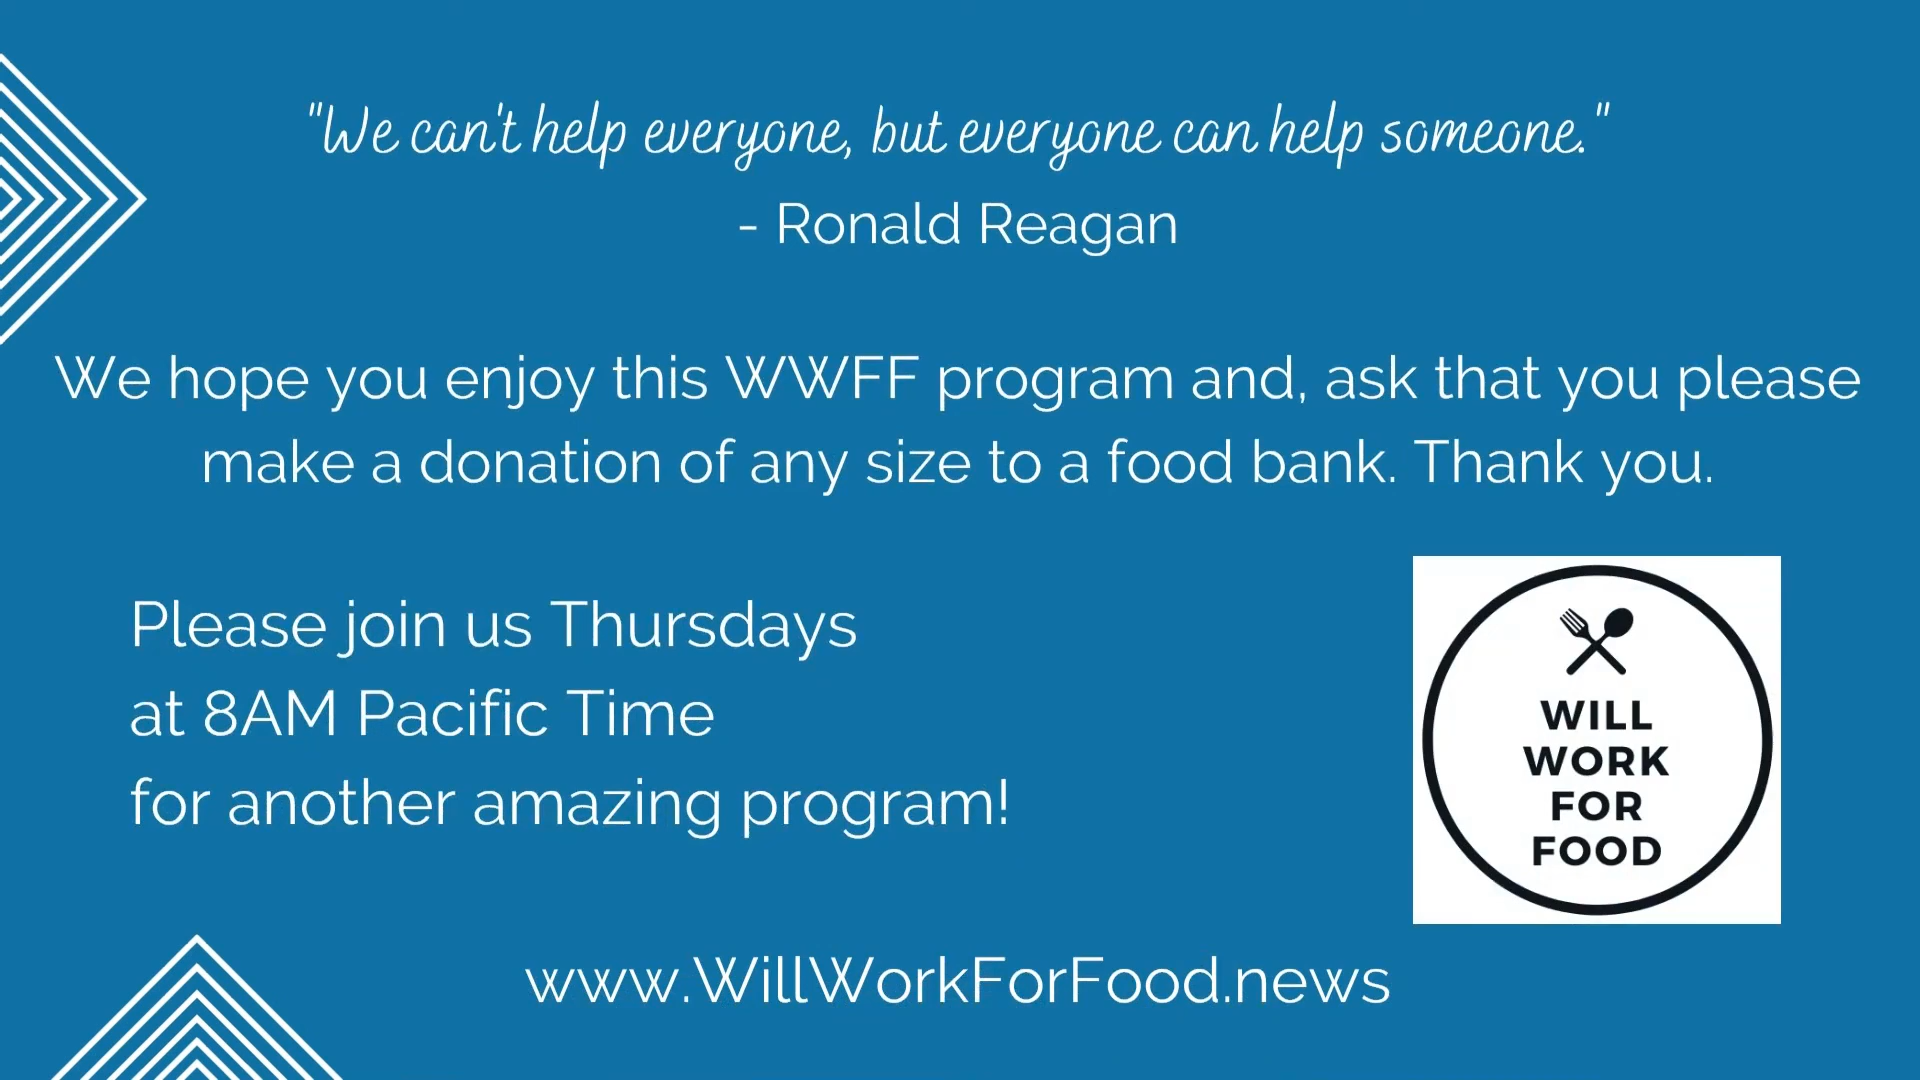 "We can't help everyone, but everyone can help someone."
- Ronald Reagan
We hope you enjoy this WWFF program and, ask that you please
make a donation of any size to a food bank. Thank you.
Please join us Thursdays
at 8AM Pacific Time
for another amazing program!
WILL
WORK
FOR
FOOD
www.WillWorkForFood.news